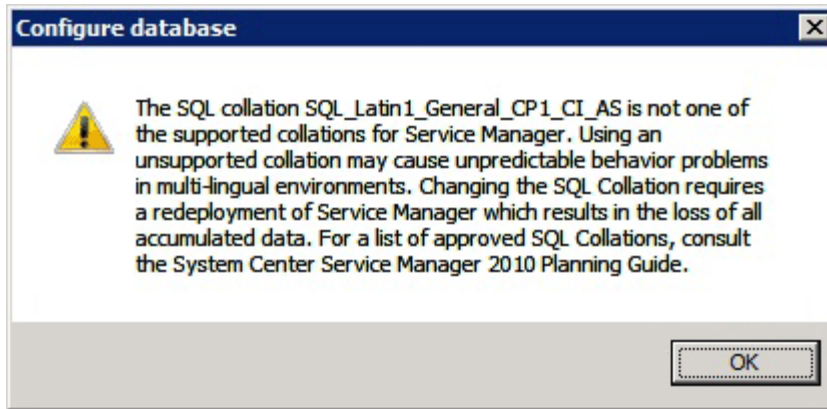 Configure database
The SQL collation SQL_Latin1_General_CP1_CI_AS is not one of
the supported collations for Service Manager. Using an
unsupported collation may cause unpredictable behavior problems
in multi-lingual environments. Changing the SQL Collation requires
a redeployment of Service Manager which results in the loss of all
accumulated data. For a list of approved SQL Collations, consult
the System Center Service Manager 2010 Planning Guide.
OK